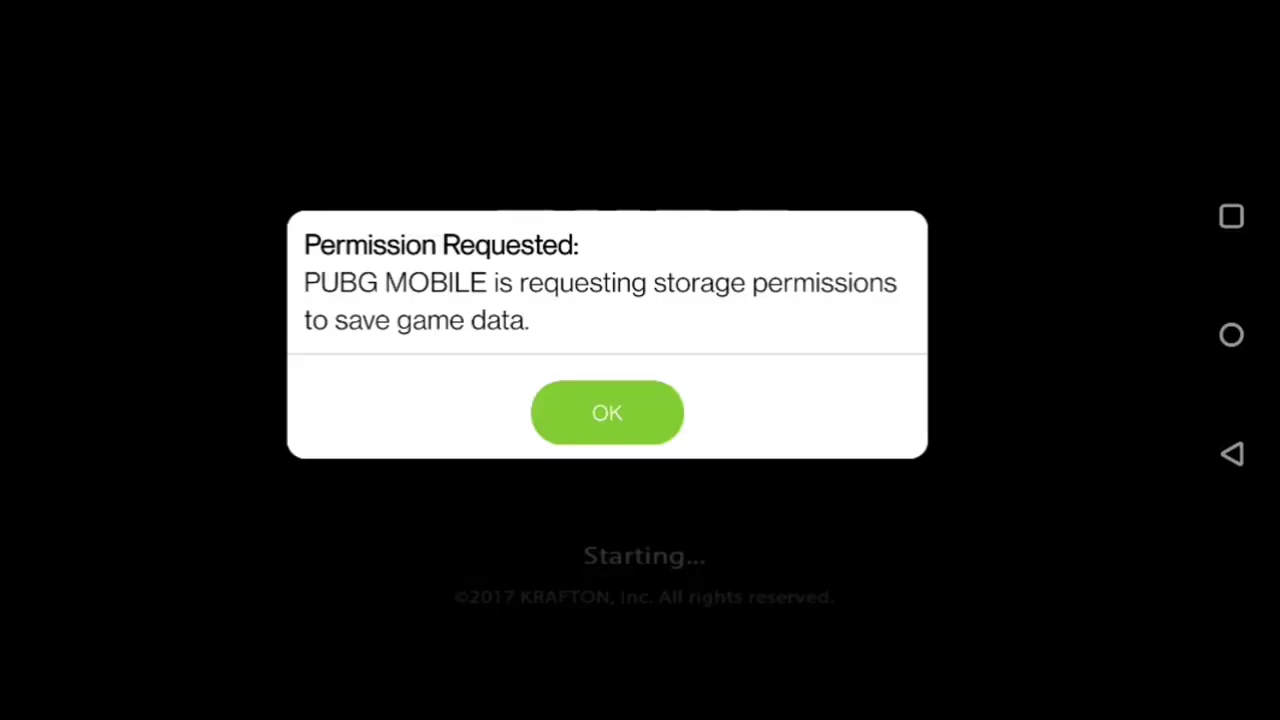 Permission Requested:
PUBG MOBILE is requesting storage permissions
to save game data.
OK
Starting...
©2017 KRAFTON, Inc. All rights reserved.